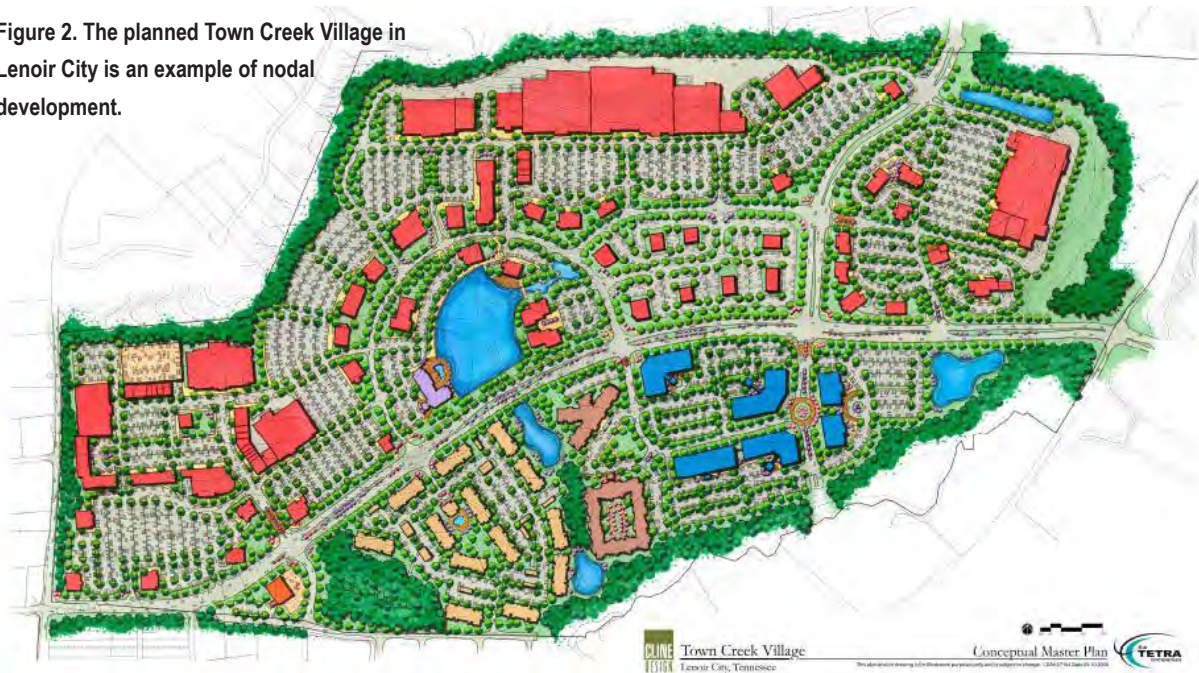 Figure 2. The planned Town Creek Village in
Lenoir City is an example of nodal
development.
CLINE
DESIGN
Town Creek Village
Lenoir City, Tennessee
Conceptual Master Plan
TETRA
companies